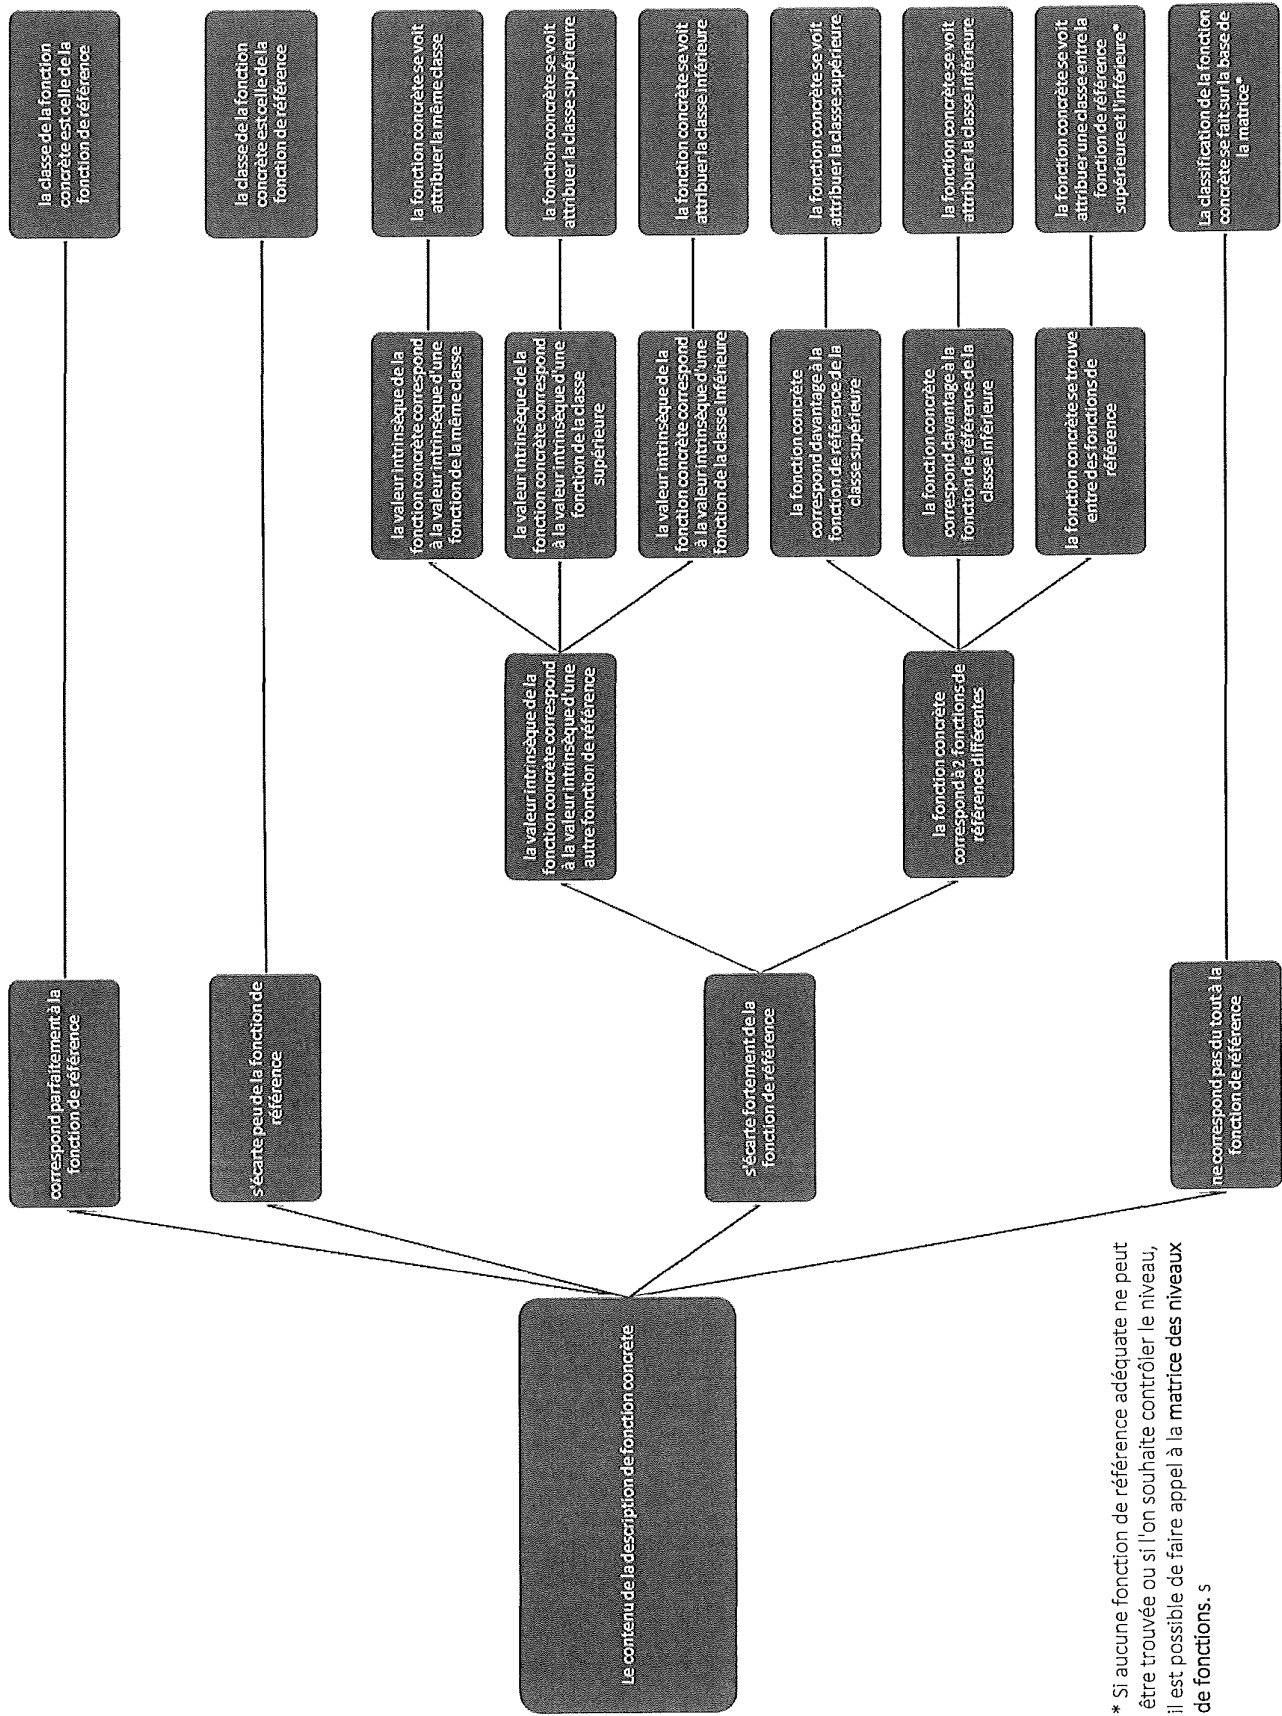 Le contenu de la description de fonction concrète
correspond parfaitement à la
fonction de référence
s'écarte peu de la fonction de
référence
s'écarte fortement de la
fonction de référence
ne correspond pas du tout à la
fonction de référence
la valeur intrinsèque de la
fonction concrète correspond
à la valeur intrinsèque d'une
autre fonction de référence
la fonction concrète
correspond à 2 fonctions de
référence différentes
la valeur intrinsèque de la
fonction concrète correspond
à la valeur intrinsèque d'une
fonction de la même classe
la valeur intrinsèque de la
fonction concrète correspond
à la valeur intrinsèque d'une
fonction de la classe
supérieure
la valeur intrinsèque de la
fonction concrète correspond
à la valeur intrinsèque d'une
fonction de la classe inférieure
la fonction concrète
correspond davantage à la
fonction de référence de la
classe supérieure
la fonction concrète
correspond davantage à la
fonction de référence de la
classe inférieure
la fonction concrète se trouve
entre des fonctions de
référence
la classe de la fonction
concrète est celle de la
fonction de référence
la classe de la fonction
concrète est celle de la
fonction de référence
la fonction concrète se voit
attribuer la même classe
la fonction concrète se voit
attribuer la classe supérieure
la fonction concrète se voit
attribuer la classe inférieure
la fonction concrète se voit
attribuer la classe supérieure
la fonction concrète se voit
attribuer la classe inférieure
la fonction concrète se voit
attribuer une classe entre la
fonction de référence
supérieure et l'inférieure*
La classification de la fonction
concrète se fait sur la base de
la matrice*
* Si aucune fonction de référence adéquate ne peut
être trouvée ou si l'on souhaite contrôler le niveau,
il est possible de faire appel à la matrice des niveaux
de fonctions. s